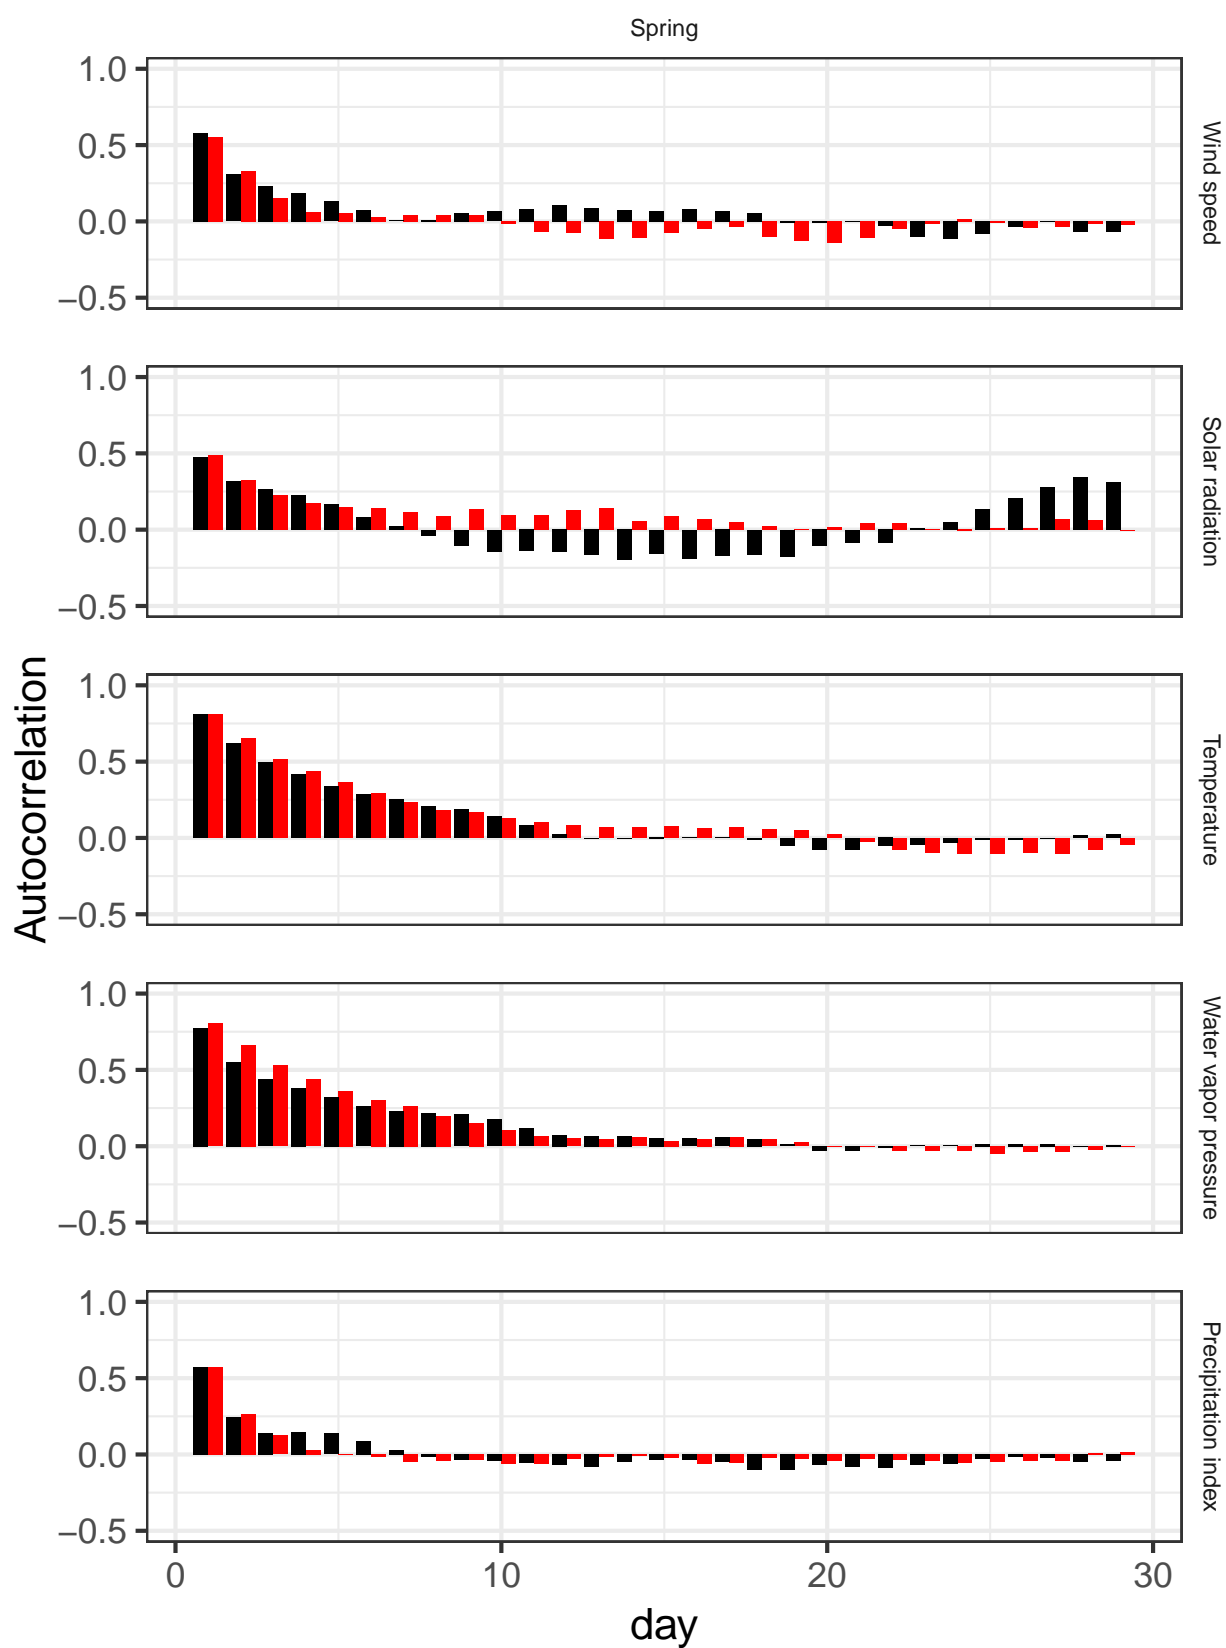 Spring
1.0
0.5
0.0
−0.5
Wind speed
1.0
0.5
0.0
−0.5
Solar radiation
Autocorrelation
1.0
0.5
0.0
−0.5
Temperature
1.0
0.5
0.0
−0.5
Water vapor pressure
1.0
0.5
0.0
−0.5
Precipitation index
0 10 20 30
day